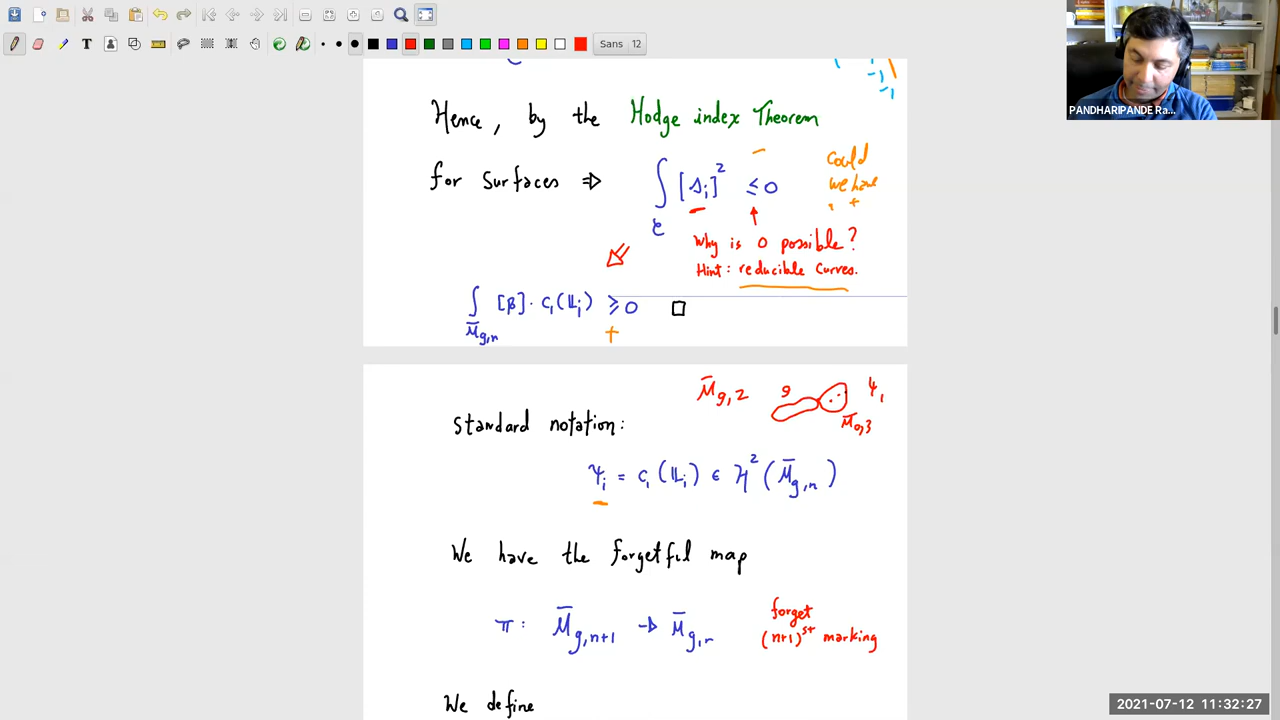 Sans 12
Hence, by the Hodge index Theorem
for surfaces ⇒ ∫_ε [Δ_i]² ≤ 0
could
we have
+
Why is 0 possible?
Hint: reducible curves.
∫_{M̄_{g,n}} [β] · c₁(𝕃_i) ≥ 0 □
+
M̄_{g,2} g ψ₁
M̄_{0,3}
Standard notation:
ψ_i = c₁(𝕃_i) ∈ H² (M̄_{g,n})
We have the forgetful map
π: M̄_{g,n+1} → M̄_{g,n}
forget
(n+1)^{st} marking
We define
PANDHARIPANDE Ra...
2021-07-12 11:32:27